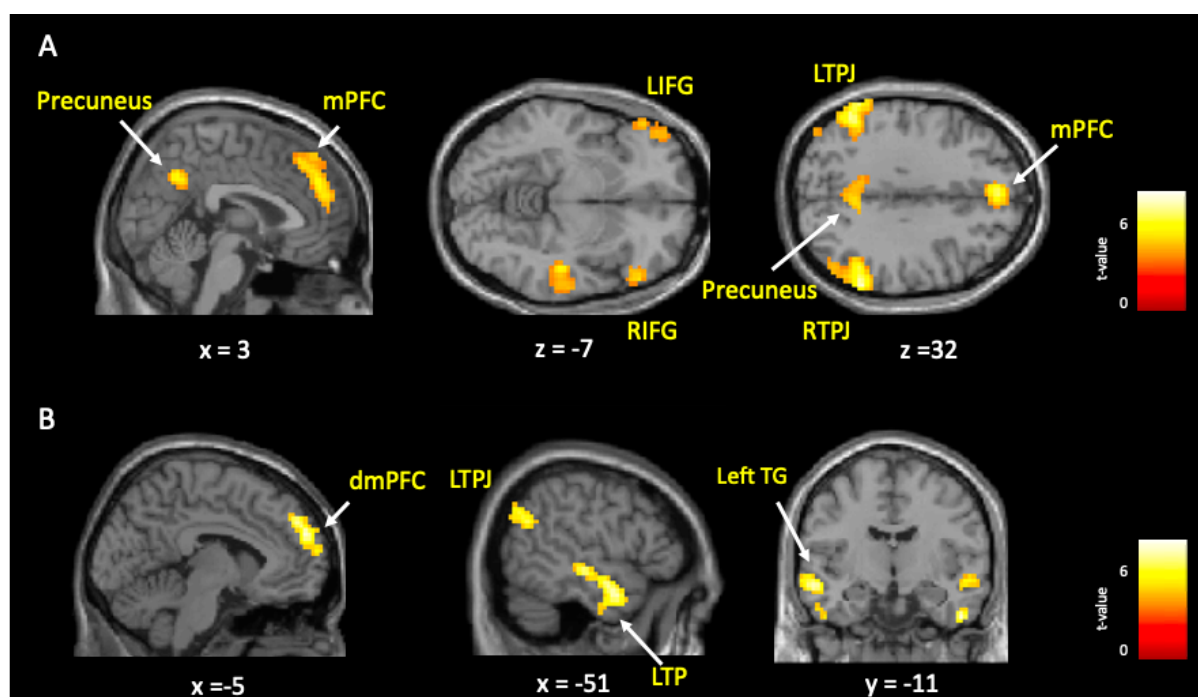 A
Precuneus
mPFC
LIFG
LTPJ
mPFC
Precuneus
RIFG
RTPJ
x = 3
z = -7
z =32
6
t-value
0
B
dmPFC
LTPJ
Left TG
LTP
x =-5
x = -51
y = -11
6
t-value
0